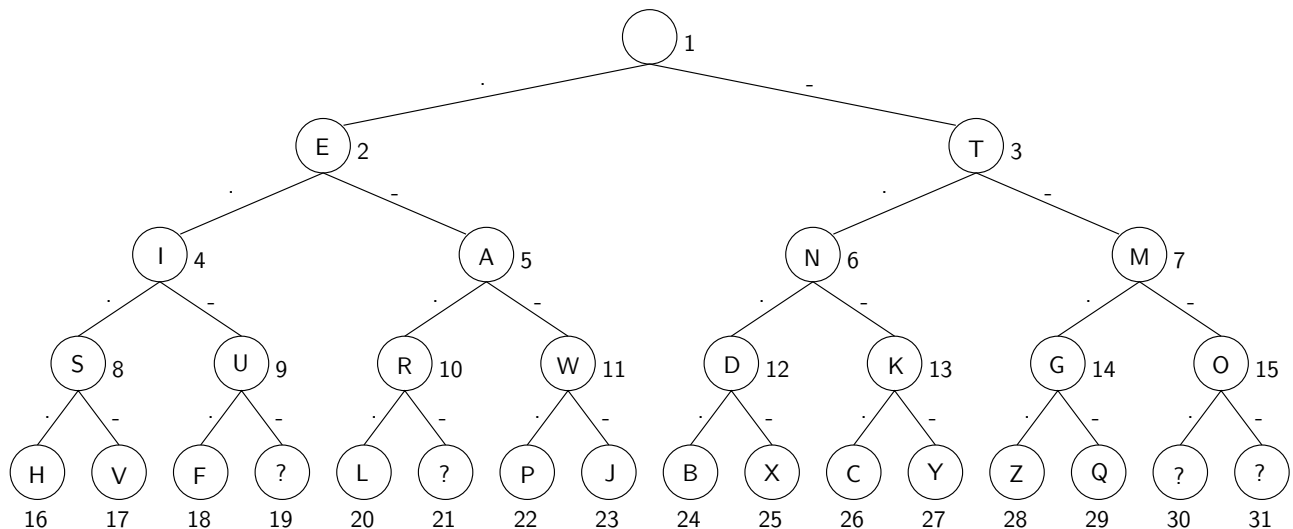 1
. -
E 2 T 3
. - . -
I 4 A 5 N 6 M 7
. - . - . - . -
S 8 U 9 R 10 W 11 D 12 K 13 G 14 O 15
. - . - . - . - . - . - . - . -
H V F ? L ? P J B X C Y Z Q ? ?
16 17 18 19 20 21 22 23 24 25 26 27 28 29 30 31